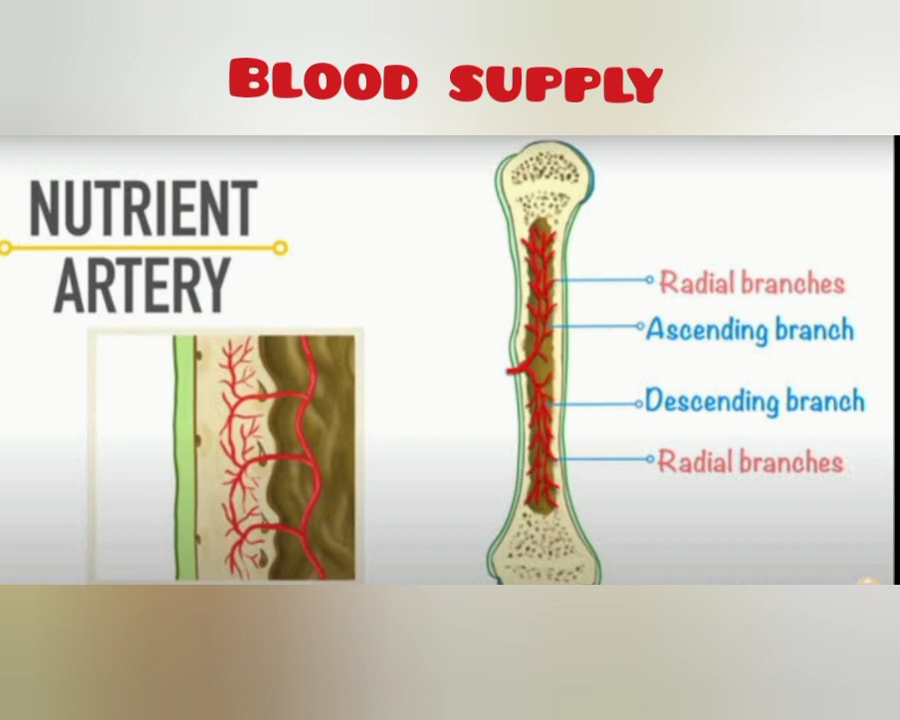 BLOOD SUPPLY
NUTRIENT
ARTERY
Radial branches
Ascending branch
Descending branch
Radial branches